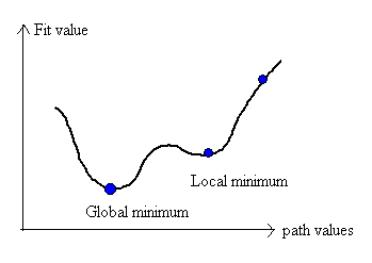 Fit value
Local minimum
Global minimum
path values